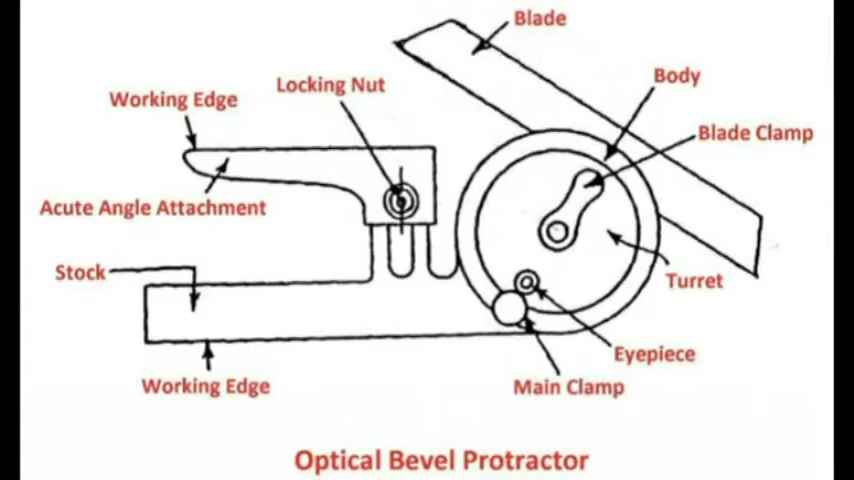 Blade
Body
Locking Nut
Working Edge
Blade Clamp
Acute Angle Attachment
Stock
Turret
Eyepiece
Working Edge
Main Clamp
Optical Bevel Protractor